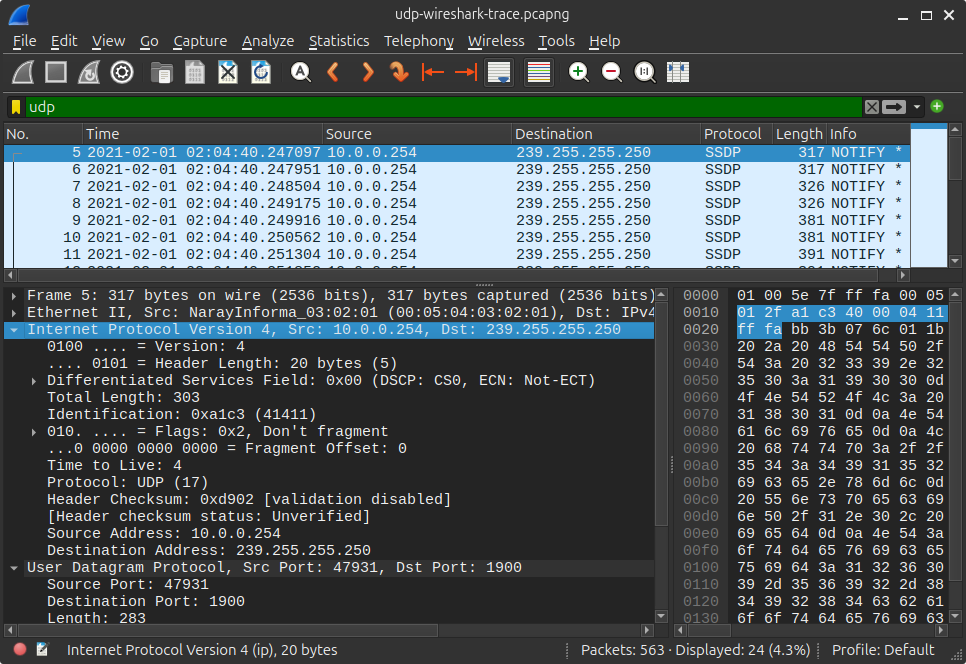 udp-wireshark-trace.pcapng
File Edit View Go Capture Analyze Statistics Telephony Wireless Tools Help
udp
No. Time Source Destination Protocol Length Info
5 2021-02-01 02:04:40.247097 10.0.0.254 239.255.255.250 SSDP 317 NOTIFY *
6 2021-02-01 02:04:40.247951 10.0.0.254 239.255.255.250 SSDP 317 NOTIFY *
7 2021-02-01 02:04:40.248504 10.0.0.254 239.255.255.250 SSDP 326 NOTIFY *
8 2021-02-01 02:04:40.249175 10.0.0.254 239.255.255.250 SSDP 326 NOTIFY *
9 2021-02-01 02:04:40.249916 10.0.0.254 239.255.255.250 SSDP 381 NOTIFY *
10 2021-02-01 02:04:40.250562 10.0.0.254 239.255.255.250 SSDP 381 NOTIFY *
11 2021-02-01 02:04:40.251304 10.0.0.254 239.255.255.250 SSDP 391 NOTIFY *
Frame 5: 317 bytes on wire (2536 bits), 317 bytes captured (2536 bits)
Ethernet II, Src: NarayInforma_03:02:01 (00:05:04:03:02:01), Dst: IPv4
Internet Protocol Version 4, Src: 10.0.0.254, Dst: 239.255.255.250
0100 .... = Version: 4
.... 0101 = Header Length: 20 bytes (5)
Differentiated Services Field: 0x00 (DSCP: CS0, ECN: Not-ECT)
Total Length: 303
Identification: 0xa1c3 (41411)
010. .... = Flags: 0x2, Don't fragment
...0 0000 0000 0000 = Fragment Offset: 0
Time to Live: 4
Protocol: UDP (17)
Header Checksum: 0xd902 [validation disabled]
[Header checksum status: Unverified]
Source Address: 10.0.0.254
Destination Address: 239.255.255.250
User Datagram Protocol, Src Port: 47931, Dst Port: 1900
Source Port: 47931
Destination Port: 1900
Length: 283
0000 01 00 5e 7f ff fa 00 05
0010 01 2f a1 c3 40 00 04 11
0020 ff fa bb 3b 07 6c 01 1b
0030 20 2a 20 48 54 54 50 2f
0040 54 3a 20 32 33 39 2e 32
0050 35 30 3a 31 39 30 30 0d
0060 4f 4e 54 52 4f 4c 3a 20
0070 31 38 30 31 0d 0a 4e 54
0080 61 6c 69 76 65 0d 0a 4c
0090 20 68 74 74 70 3a 2f 2f
00a0 35 34 3a 34 39 31 35 32
00b0 69 63 65 2e 78 6d 6c 0d
00c0 20 55 6e 73 70 65 63 69
00d0 6e 50 2f 31 2e 30 2c 20
00e0 69 65 64 0d 0a 4e 54 3a
00f0 6f 74 64 65 76 69 63 65
0100 75 69 64 3a 31 32 36 30
0110 39 2d 35 36 39 32 2d 38
0120 34 39 32 38 34 63 62 61
0130 6f 6f 74 64 65 76 69 63
Internet Protocol Version 4 (ip), 20 bytes
Packets: 563 · Displayed: 24 (4.3%)
Profile: Default